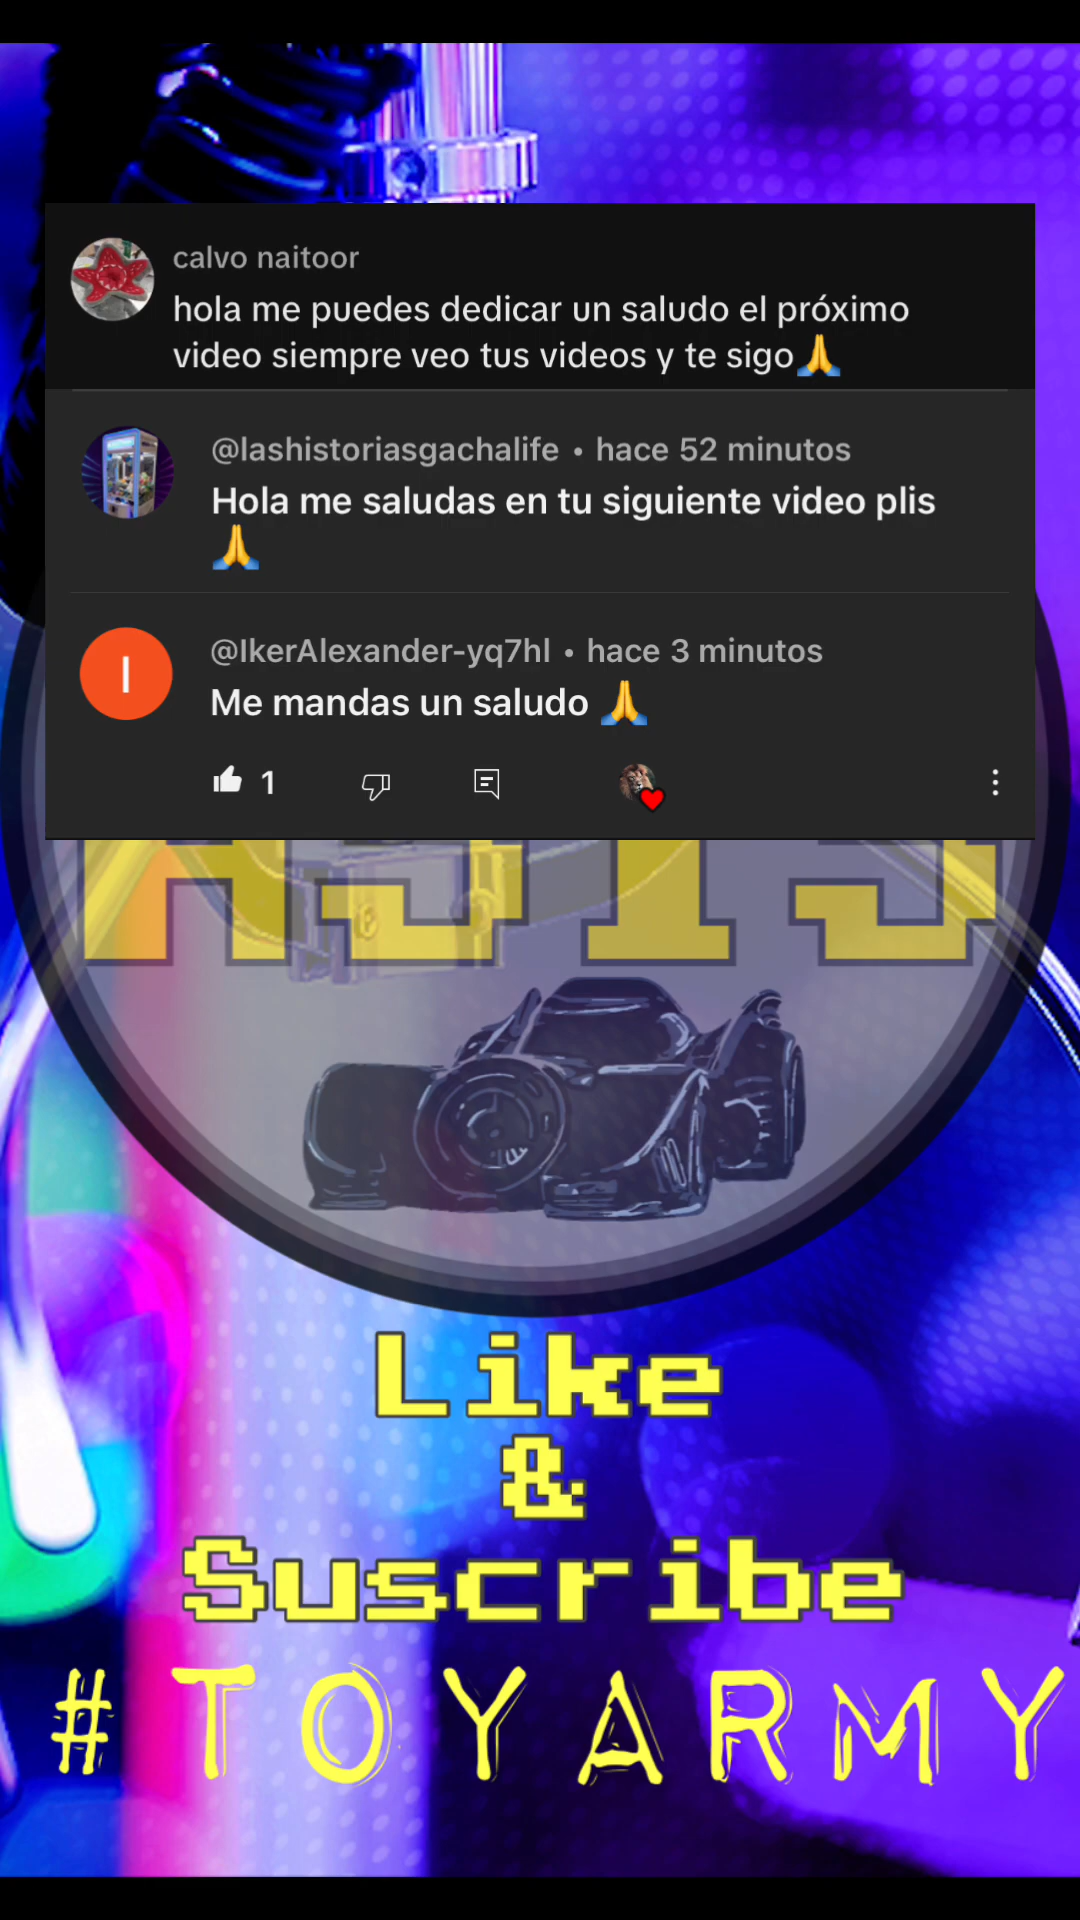 calvo naitoor
hola me puedes dedicar un saludo el próximo
video siempre veo tus videos y te sigo🙏
@lashistoriasgachalife • hace 52 minutos
Hola me saludas en tu siguiente video plis
🙏
I
@IkerAlexander-yq7hl • hace 3 minutos
Me mandas un saludo 🙏
1
Like
&
Suscribe
#TOYARMY